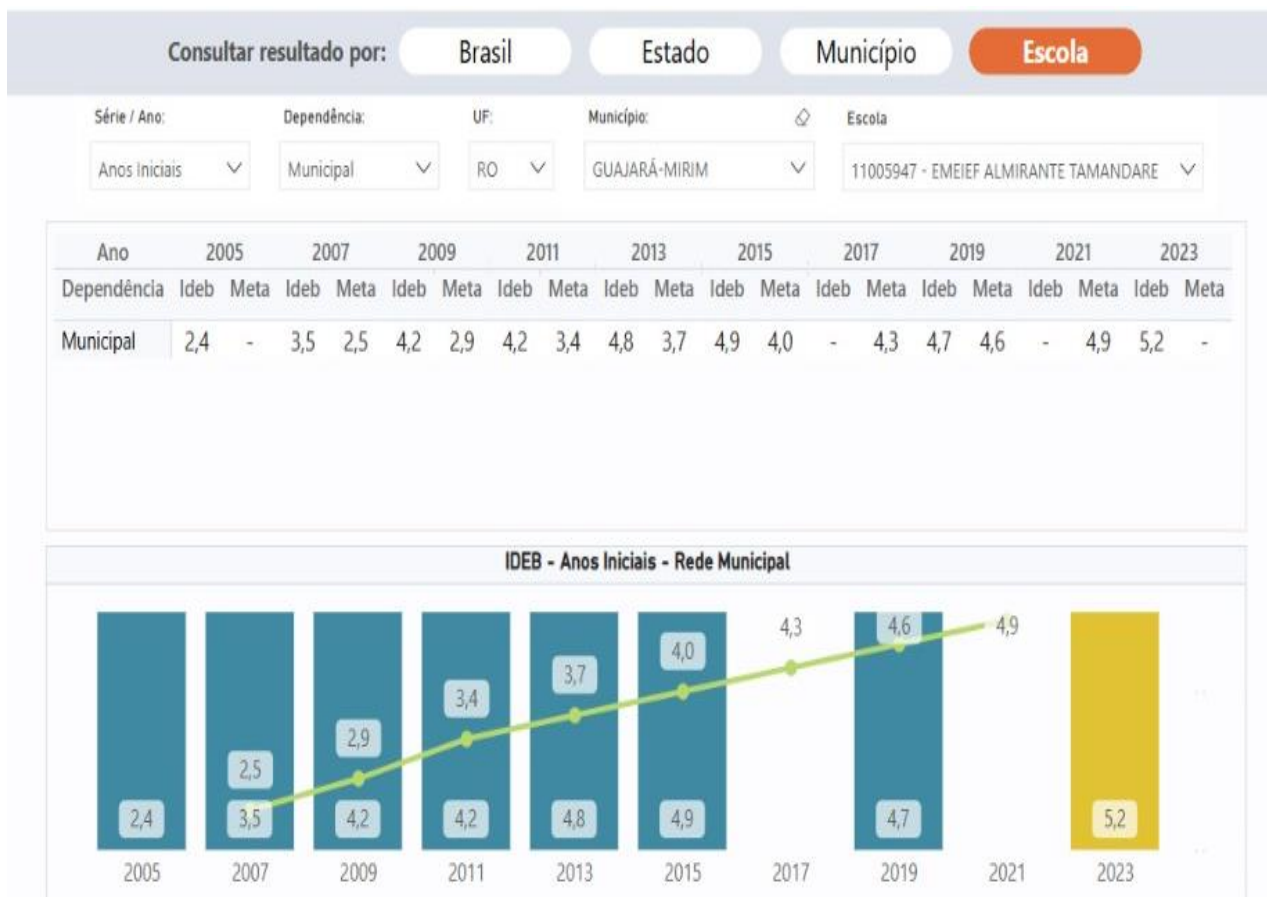 Consultar resultado por: Brasil Estado Município Escola
Série / Ano: Dependência: UF: Município: Escola
Anos Iniciais Municipal RO GUAJARÁ-MIRIM 11005947 - EMEIEF ALMIRANTE TAMANDARE
Ano 2005 2007 2009 2011 2013 2015 2017 2019 2021 2023
Dependência Ideb Meta Ideb Meta Ideb Meta Ideb Meta Ideb Meta Ideb Meta Ideb Meta Ideb Meta Ideb Meta Ideb Meta
Municipal 2,4 - 3,5 2,5 4,2 2,9 4,2 3,4 4,8 3,7 4,9 4,0 - 4,3 4,7 4,6 - 4,9 5,2 -
IDEB - Anos Iniciais - Rede Municipal
4,3 4,6 4,9
4,0
3,7
3,4
2,9
2,5
2,4 3,5 4,2 4,2 4,8 4,9 4,7 5,2
2005 2007 2009 2011 2013 2015 2017 2019 2021 2023